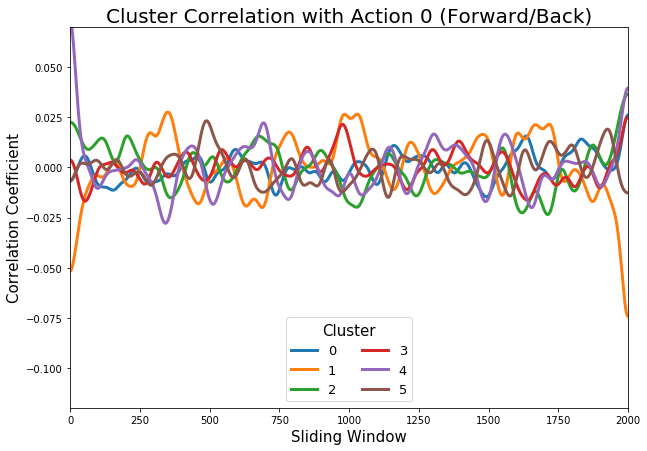 Cluster Correlation with Action 0 (Forward/Back)
Correlation Coefficient
0.050
0.025
0.000
−0.025
−0.050
−0.075
−0.100
Cluster
0 3
1 4
2 5
0 250 500 750 1000 1250 1500 1750 2000
Sliding Window